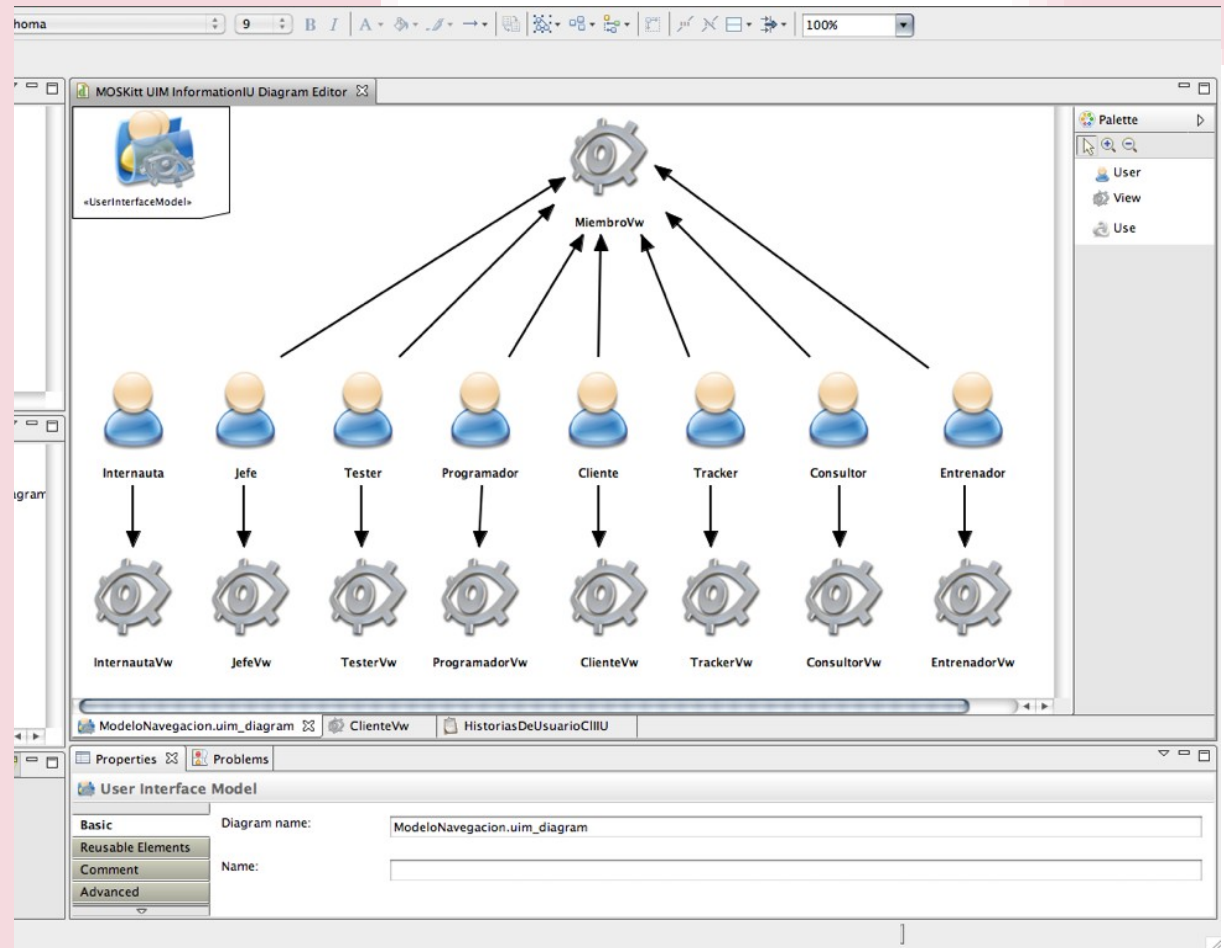 homa 9 B I A 100%
MOSKitt UIM InformationIU Diagram Editor
«UserInterfaceModel»
MiembroVw
Palette
User
View
Use
Internauta Jefe Tester Programador Cliente Tracker Consultor Entrenador
agram
InternautaVw JefeVw TesterVw ProgramadorVw ClienteVw TrackerVw ConsultorVw EntrenadorVw
ModeloNavegacion.uim_diagram ClienteVw HistoriasDeUsuarioCIIIU
Properties Problems
User Interface Model
Basic
Reusable Elements
Comment
Advanced
Diagram name: ModeloNavegacion.uim_diagram
Name: